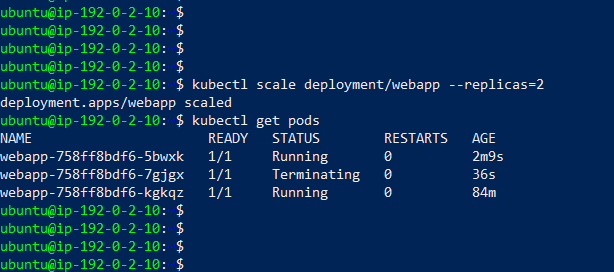 ubuntu@ip-192-0-2-10: $
ubuntu@ip-192-0-2-10: $
ubuntu@ip-192-0-2-10: $
ubuntu@ip-192-0-2-10: $
ubuntu@ip-192-0-2-10: $ kubectl scale deployment/webapp --replicas=2
deployment.apps/webapp scaled
ubuntu@ip-192-0-2-10: $ kubectl get pods
NAME READY STATUS RESTARTS AGE
webapp-758ff8bdf6-5bwxk 1/1 Running 0 2m9s
webapp-758ff8bdf6-7gjgx 1/1 Terminating 0 36s
webapp-758ff8bdf6-kgkqz 1/1 Running 0 84m
ubuntu@ip-192-0-2-10: $
ubuntu@ip-192-0-2-10: $
ubuntu@ip-192-0-2-10: $
ubuntu@ip-192-0-2-10: $